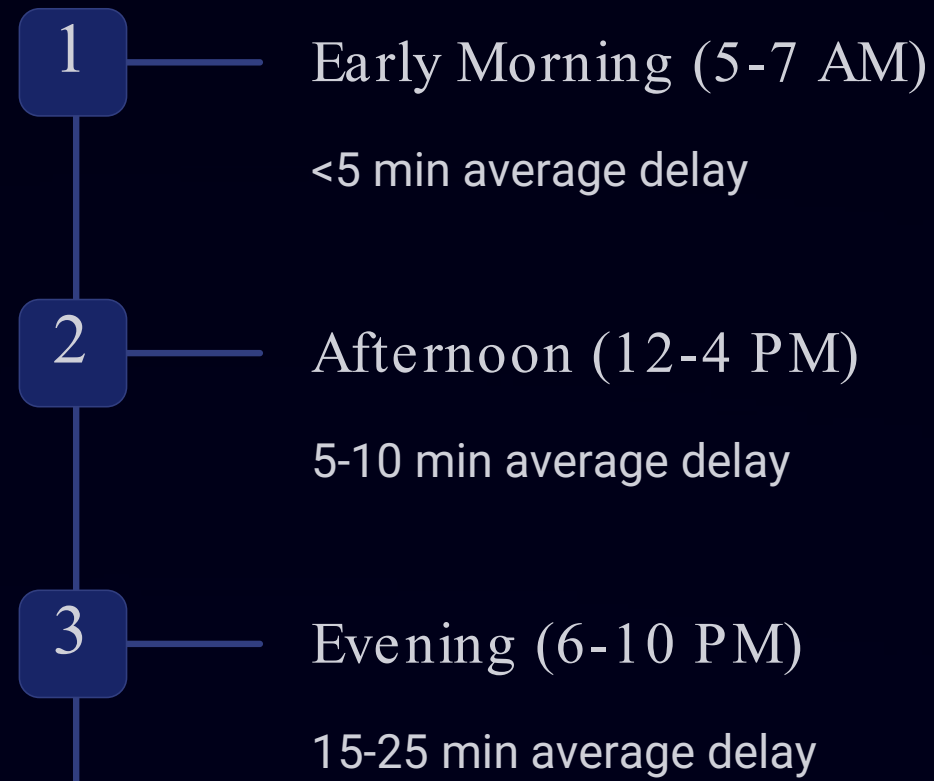 1
Early Morning (5-7 AM)
<5 min average delay
2
Afternoon (12-4 PM)
5-10 min average delay
3
Evening (6-10 PM)
15-25 min average delay